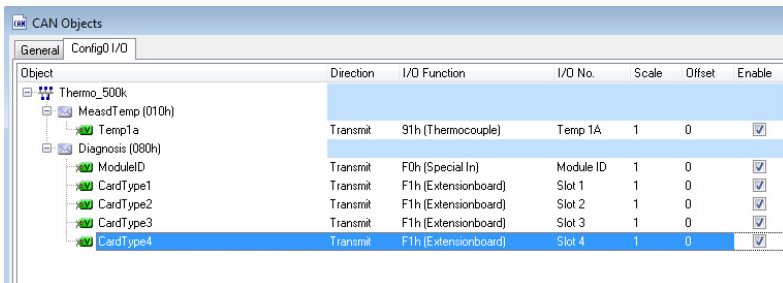 CAN Objects
General Config0 I/O
Object Direction I/O Function I/O No. Scale Offset Enable
Thermo_500k
MeasdTemp (010h)
Temp1a Transmit 91h (Thermocouple) Temp 1A 1 0
Diagnosis (080h)
ModuleID Transmit F0h (Special In) Module ID 1 0
CardType1 Transmit F1h (Extensionboard) Slot 1 1 0
CardType2 Transmit F1h (Extensionboard) Slot 2 1 0
CardType3 Transmit F1h (Extensionboard) Slot 3 1 0
CardType4 Transmit F1h (Extensionboard) Slot 4 1 0